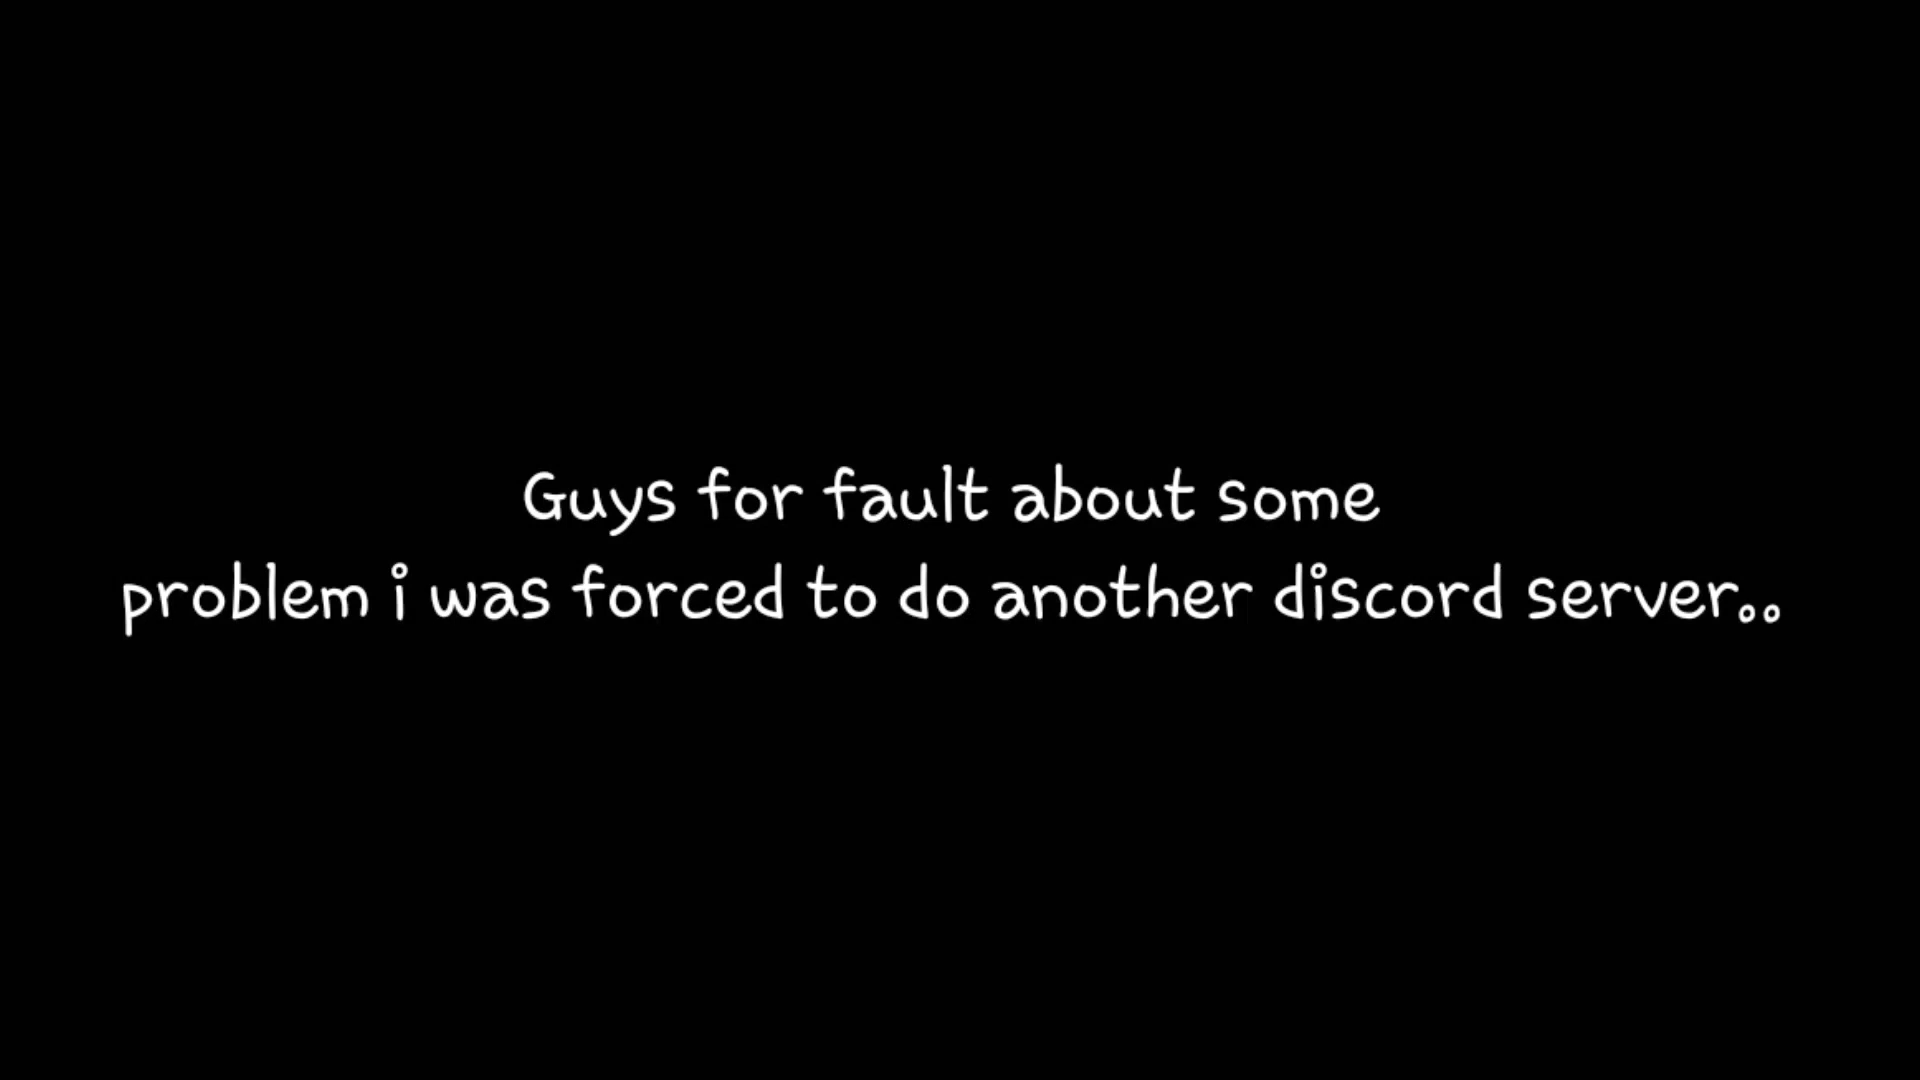 Guys for fault about some
problem i was forced to do another discord server..